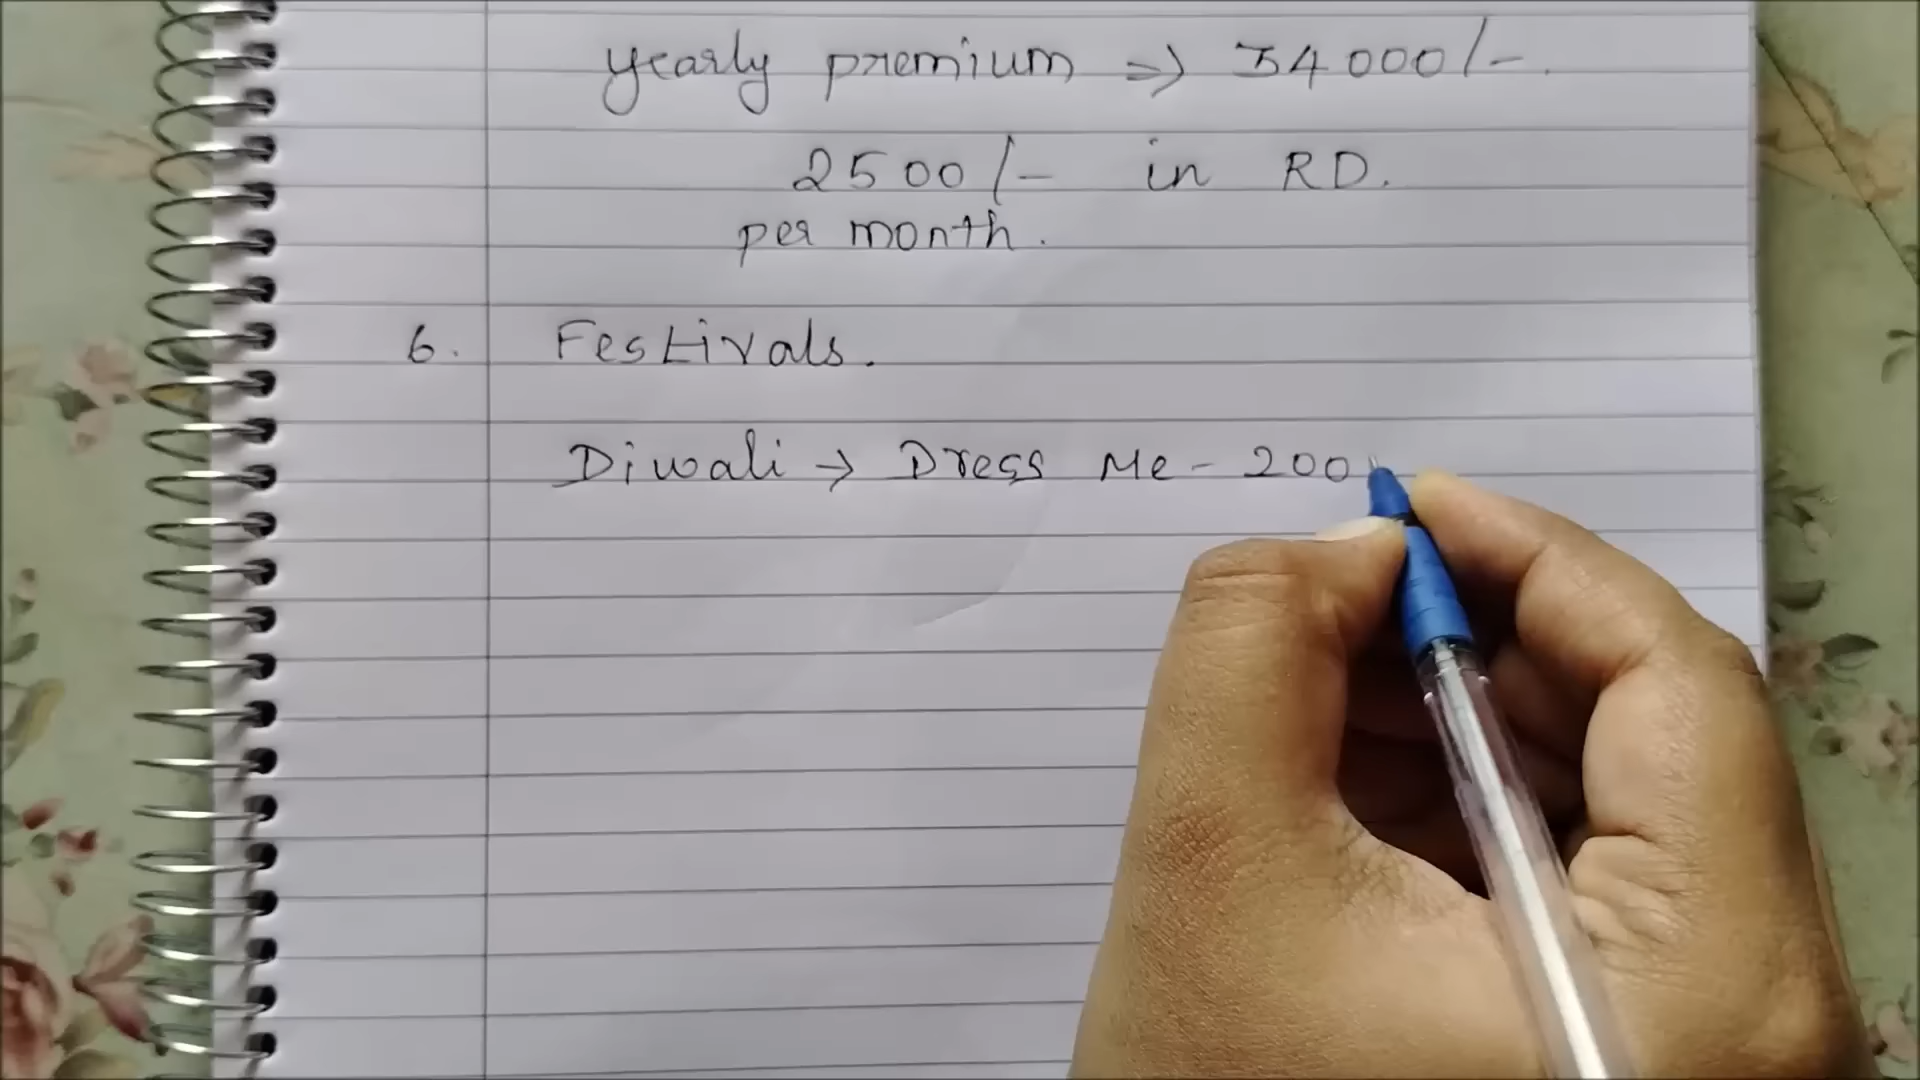 yearly premium => 34000/-.
2500/- in RD.
per month.
6. Festivals.
Diwali → Dress Me - 200